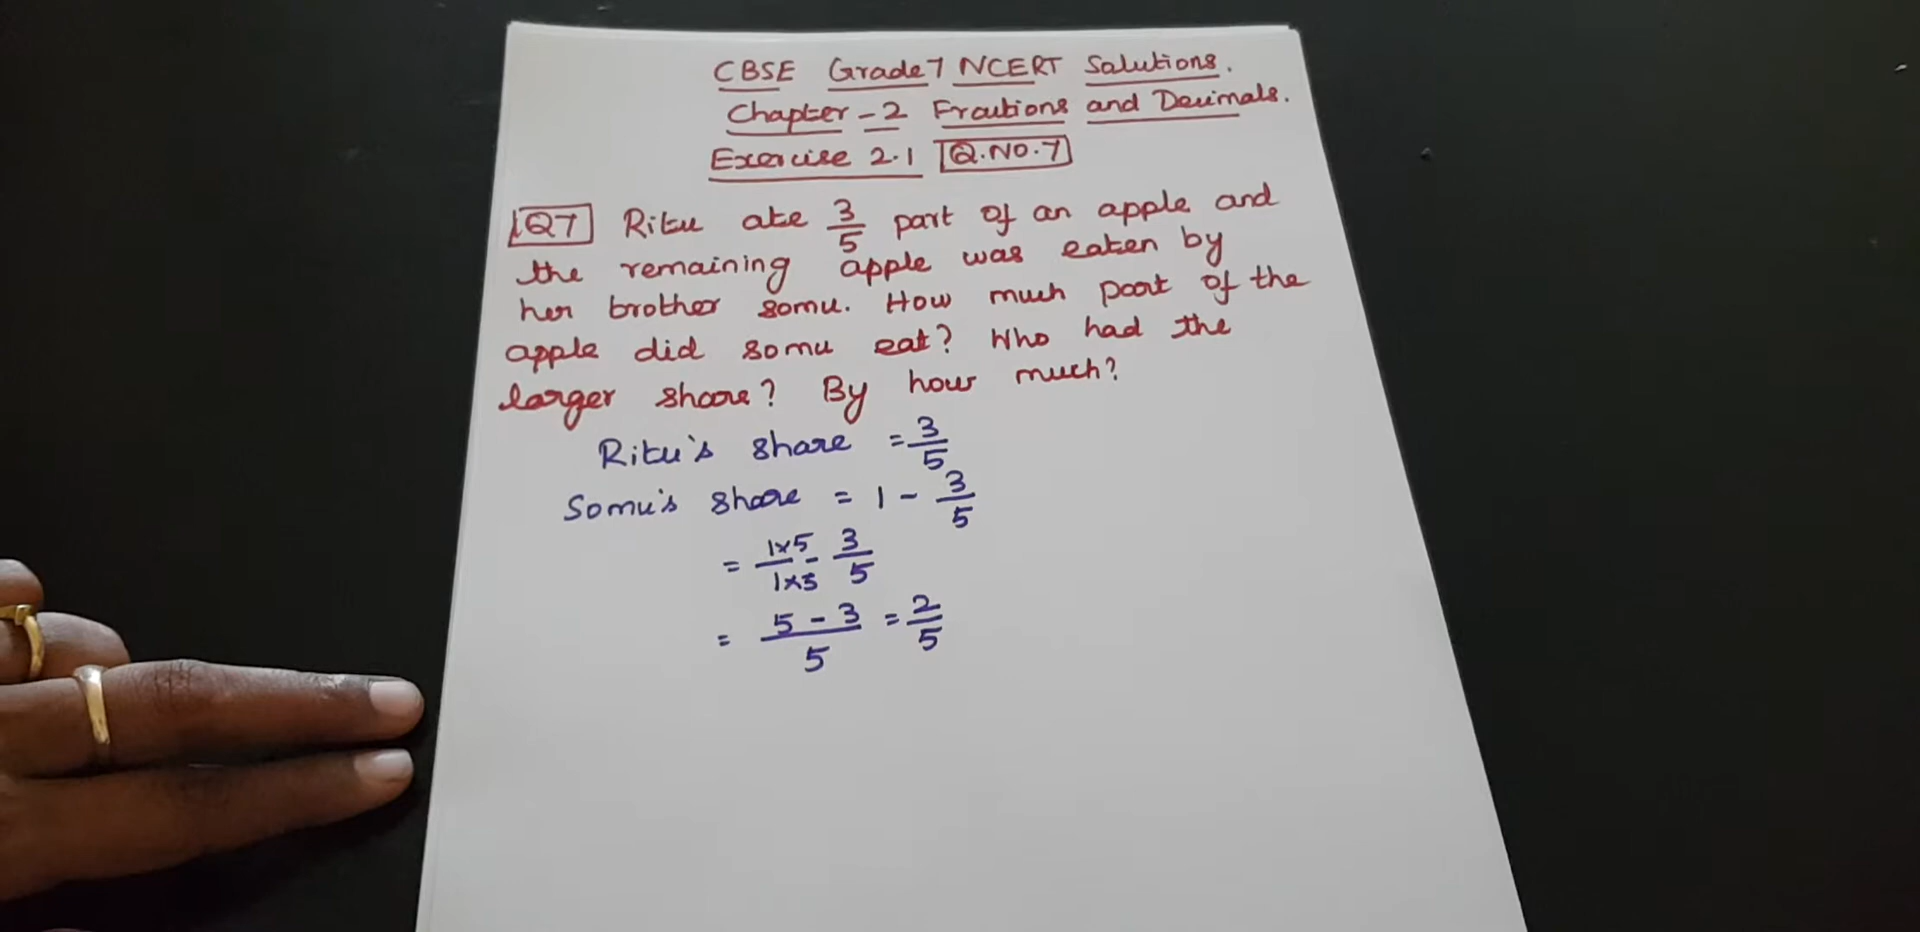 CBSE Grade 7 NCERT Solutions.
Chapter - 2 Fractions and Decimals.
Exercise 2.1 Q.NO.7
Q7 Ritu ate 3/5 part of an apple and
the remaining apple was eaten by
her brother somu. How much part of the
apple did somu eat? Who had the
larger share? By how much?
Ritu's share = 3/5
Somu's share = 1 - 3/5
= 1×5/1×5 - 3/5
= 5 - 3/5 = 2/5